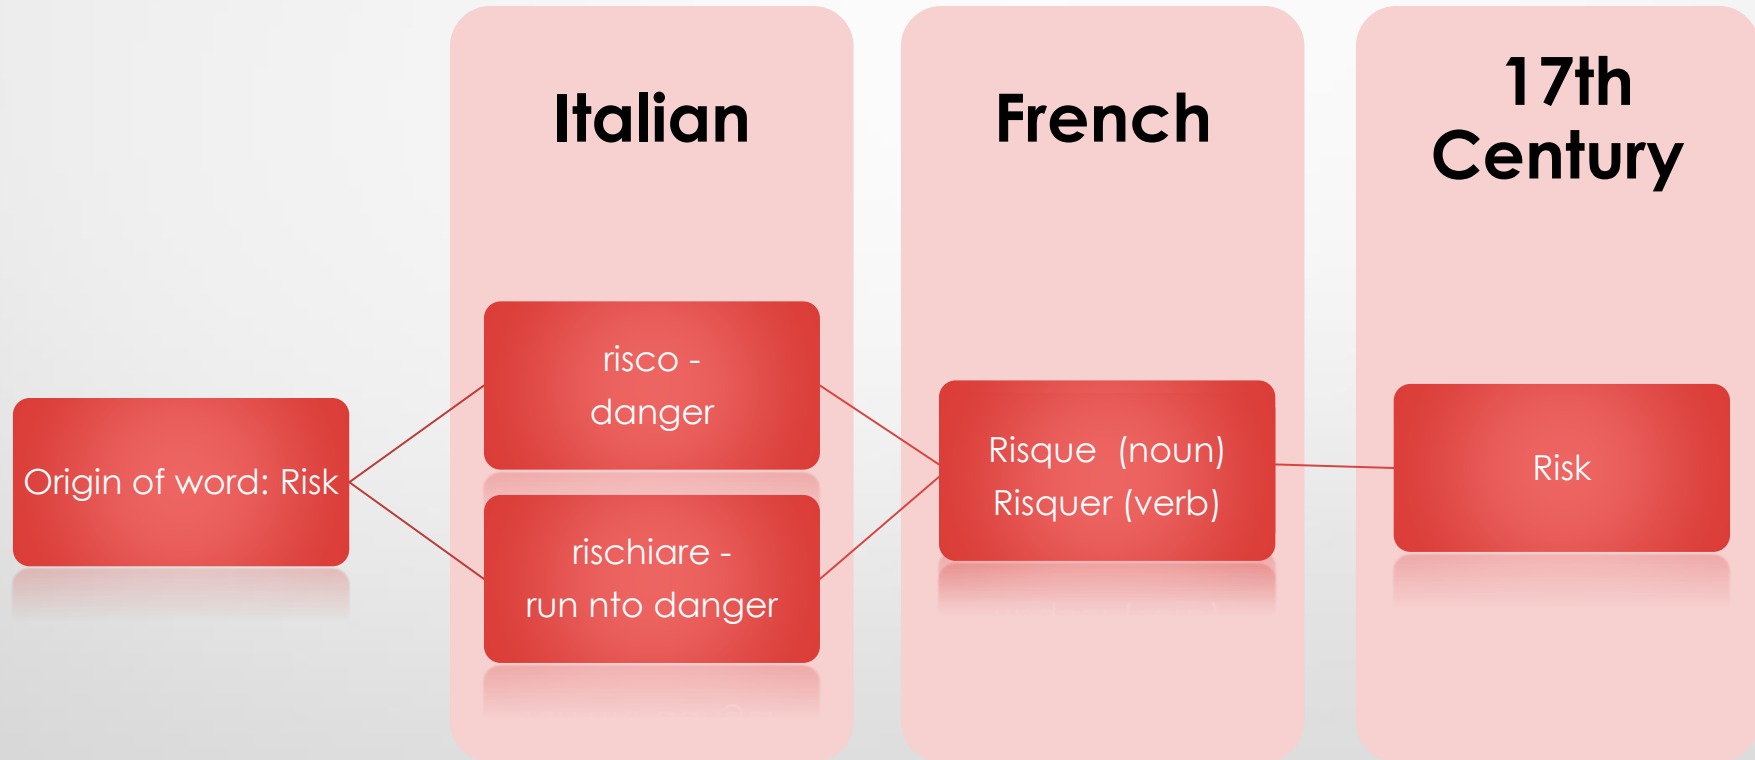 Italian
French
17th
Century
Origin of word: Risk
risco -
danger
rischiare -
run nto danger
Risque (noun)
Risquer (verb)
Risk